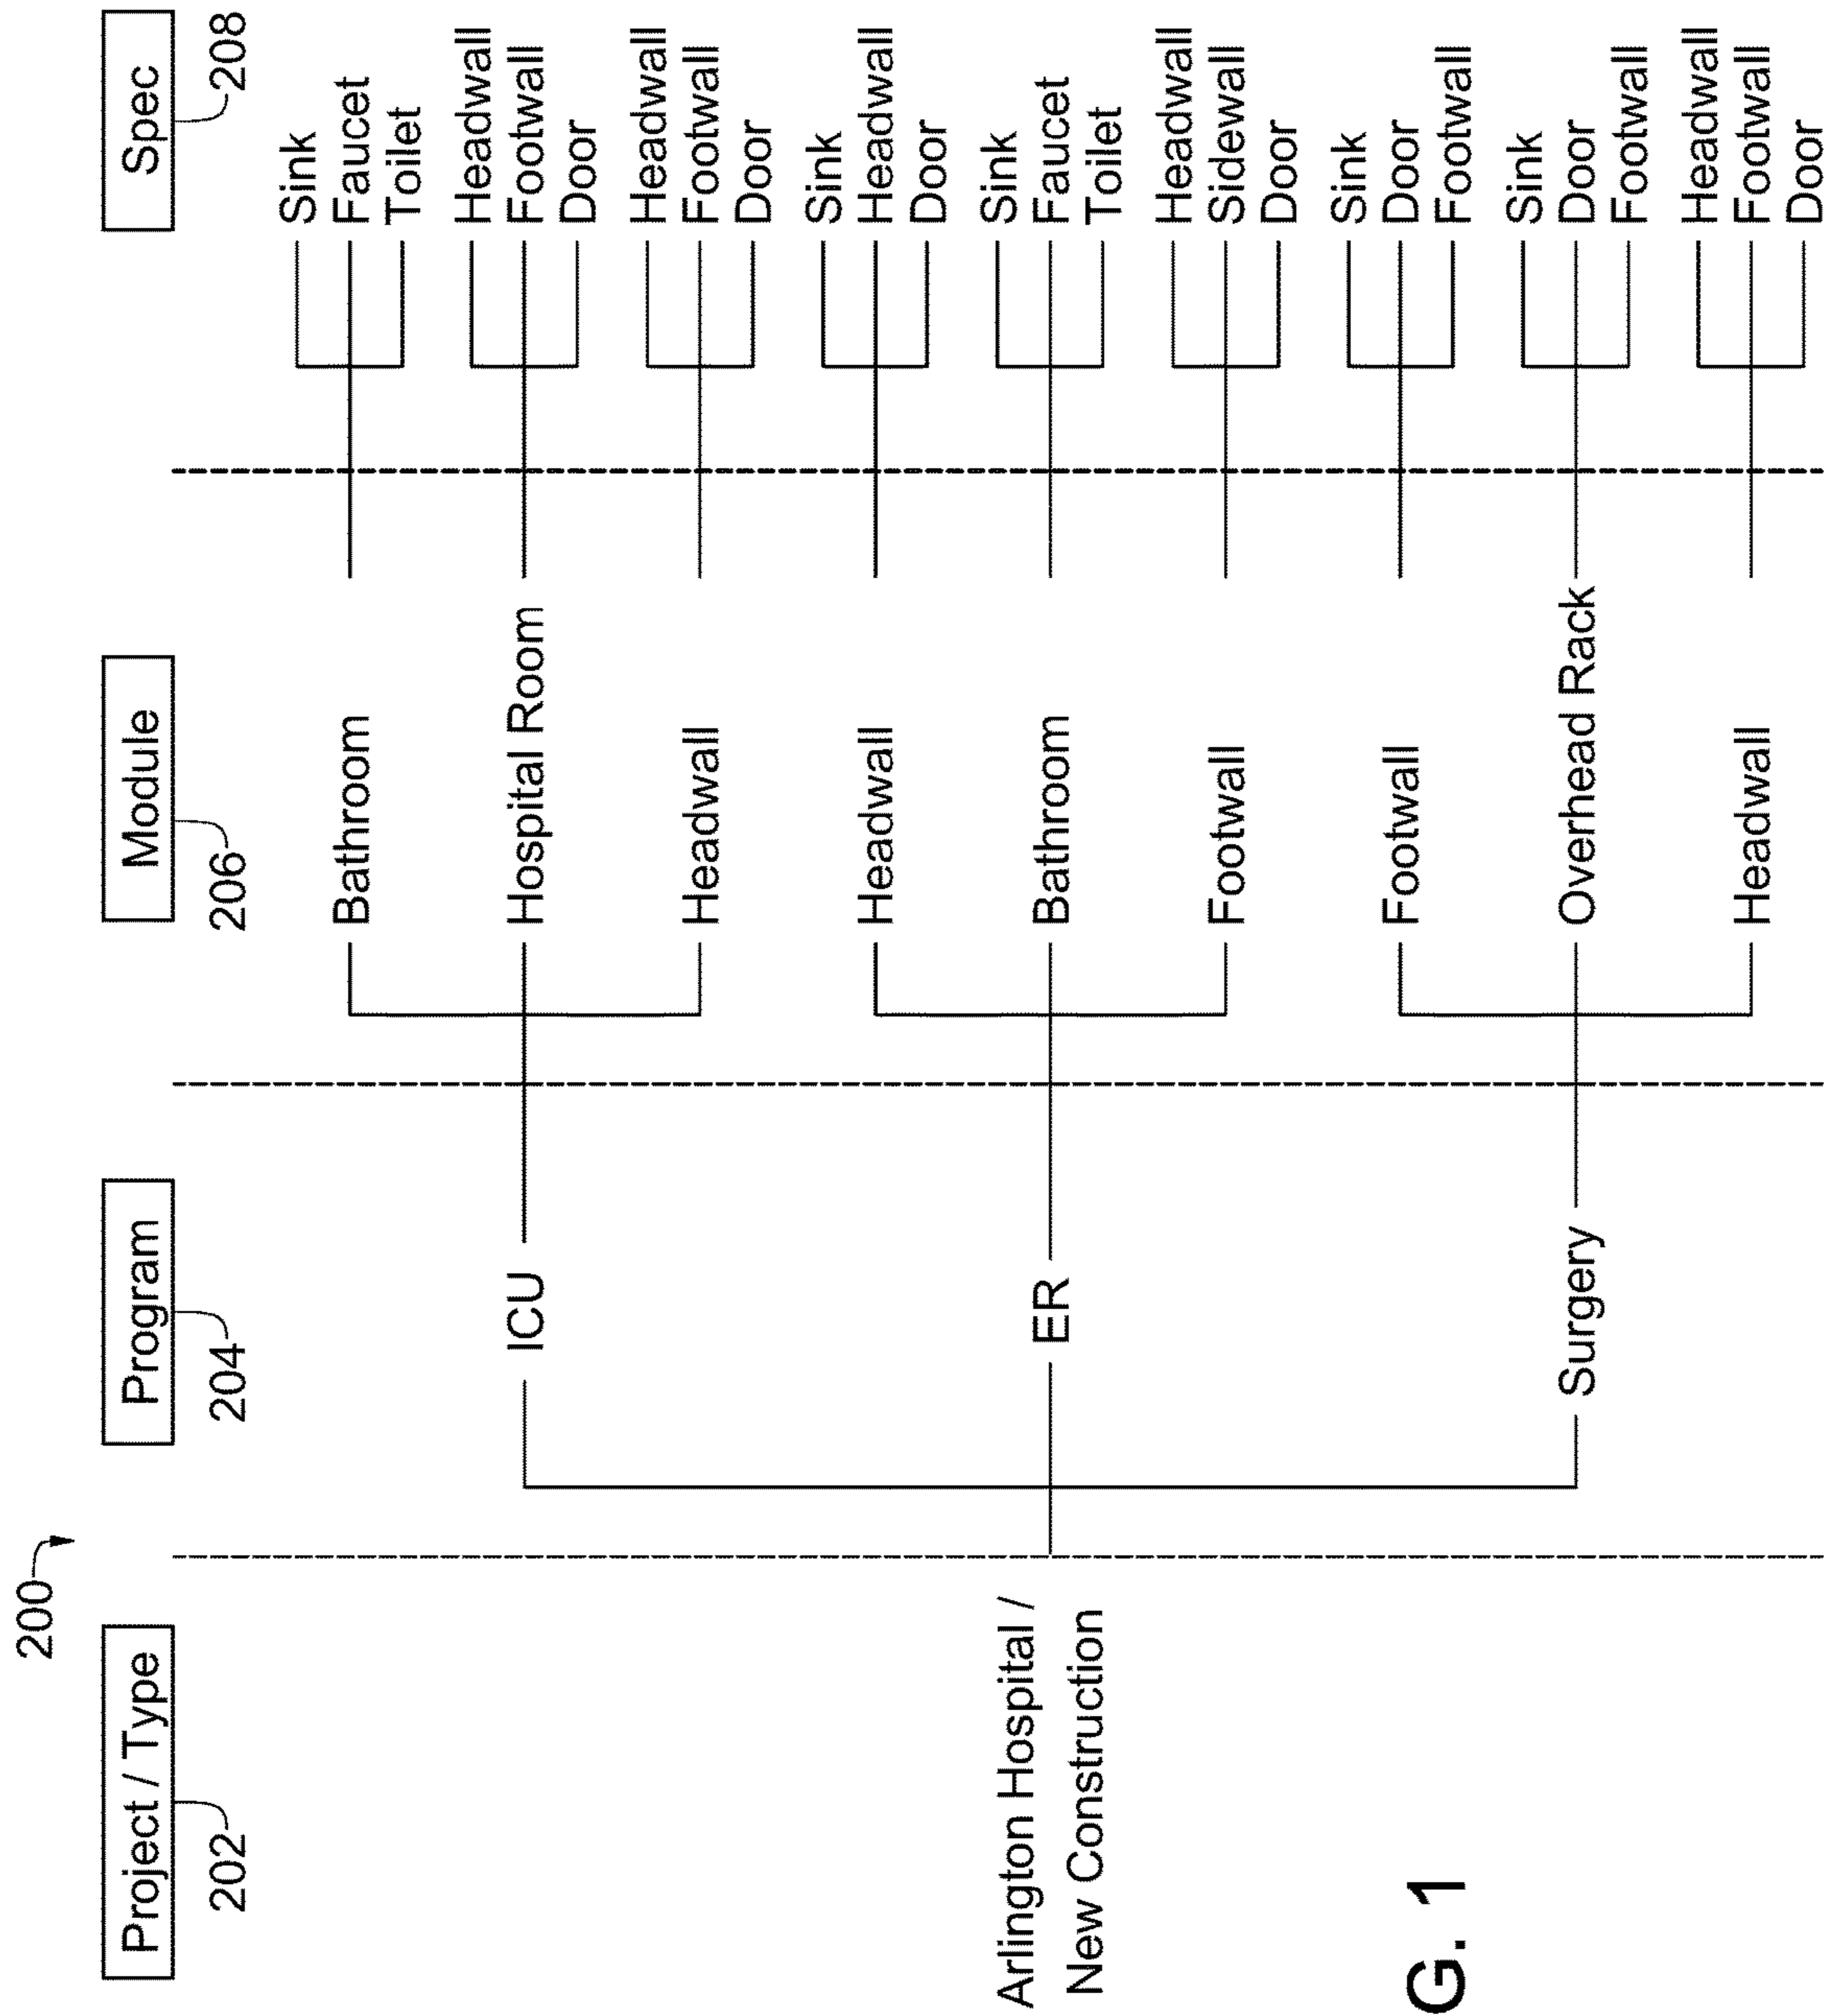 200
Project / Type
202
Program
204
Module
206
Spec
208
Arlington Hospital /
New Construction
ICU
ER
Surgery
Bathroom
Hospital Room
Headwall
Headwall
Bathroom
Footwall
Footwall
Overhead Rack
Headwall
Sink
Faucet
Toilet
Headwall
Footwall
Door
Headwall
Footwall
Door
Sink
Headwall
Door
Sink
Faucet
Toilet
Headwall
Sidewall
Door
Sink
Door
Footwall
Sink
Door
Footwall
Headwall
Footwall
Door
G. 1